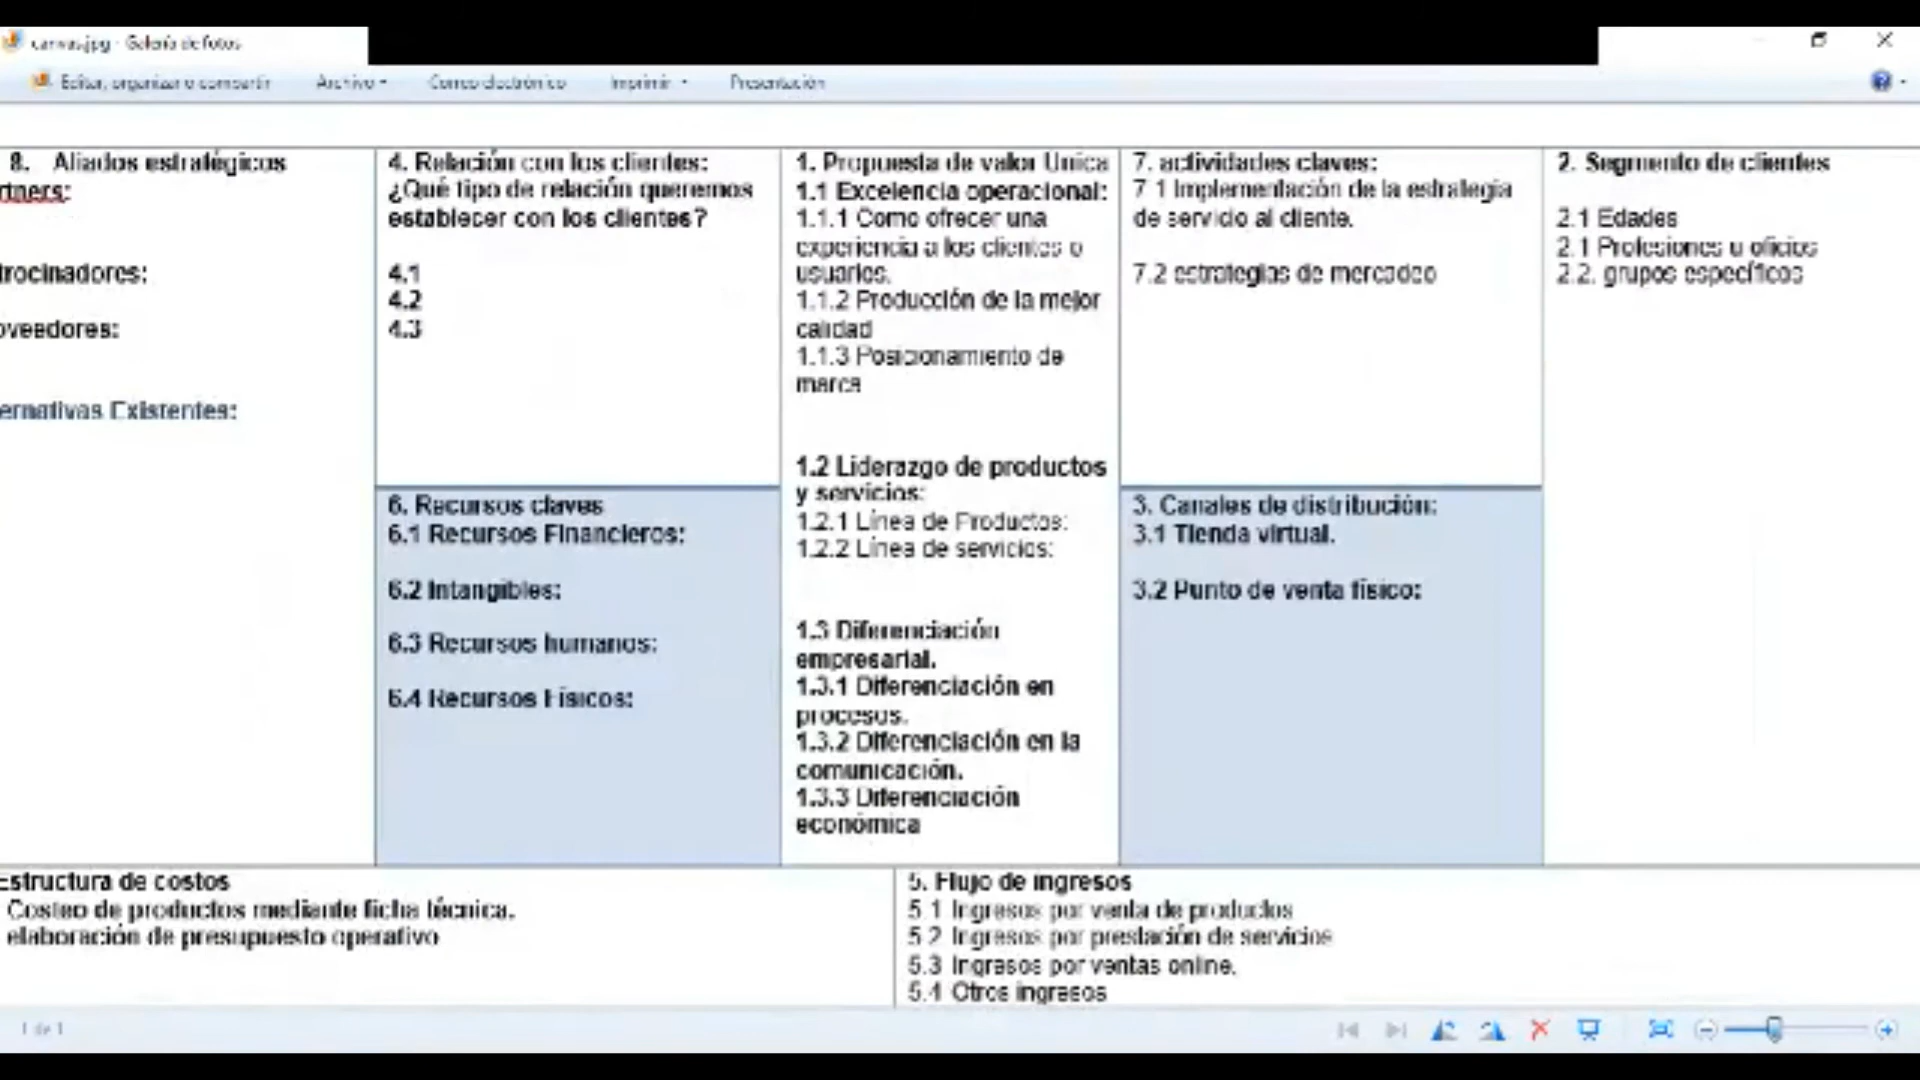 canvas.jpg - Galería de fotos
Editar, organizar o compartir
Archivo
Correo electrónico
Imprimir
Presentación
8. Aliados estratégicos
rtners:
trocinadores:
oveedores:
ernativas Existentes:
4. Relación con los clientes:
¿Qué tipo de relación queremos
establecer con los clientes?
4.1
4.2
4.3
6. Recursos claves
6.1 Recursos Financieros:
6.2 Intangibles:
6.3 Recursos humanos:
6.4 Recursos Físicos:
1. Propuesta de valor Unica
1.1 Excelencia operacional:
1.1.1 Como ofrecer una
experiencia a los clientes o
usuarios.
1.1.2 Producción de la mejor
calidad
1.1.3 Posicionamiento de
marca
1.2 Liderazgo de productos
y servicios:
1.2.1 Línea de Productos:
1.2.2 Línea de servicios:
1.3 Diferenciación
empresarial.
1.3.1 Diferenciación en
procesos.
1.3.2 Diferenciación en la
comunicación.
1.3.3 Diferenciación
económica
7. actividades claves:
7.1 Implementación de la estrategia
de servicio al cliente.
7.2 estrategias de mercadeo
3. Canales de distribución:
3.1 Tienda virtual.
3.2 Punto de venta físico:
2. Segmento de clientes
2.1 Edades
2.1 Profesiones u oficios
2.2. grupos específicos
Estructura de costos
Costeo de productos mediante ficha técnica.
elaboración de presupuesto operativo
5. Flujo de ingresos
5.1 Ingresos por venta de productos
5.2 Ingresos por prestación de servicios
5.3 Ingresos por ventas online.
5.4 Otros ingresos
1 de 1